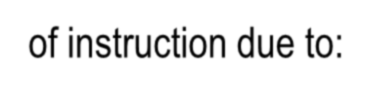 of instruction due to: